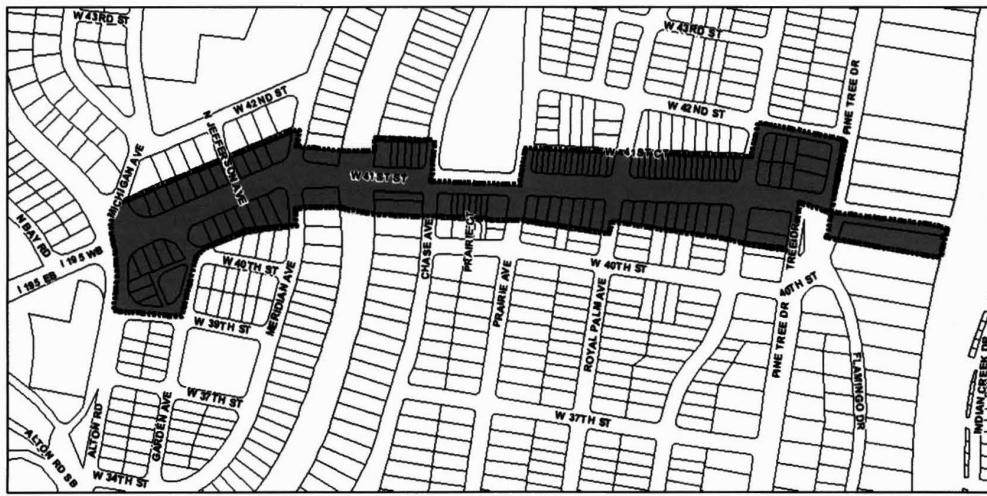 W 43RD ST
W 43RD ST
PINE TREE DR
W 42ND ST
N JEFFERSON AVE
W 42ND ST
MICHIGAN AVE
W 41ST CT
W 41ST ST
N BAY RD
I 195 WB
I 195 EB
W 40TH ST
MERIDIAN AVE
CHASE AVE
PRAIRIE CT
PRAIRIE AVE
W 40TH ST
ROYAL PALM AVE
TREE DR
40TH ST
PINE TREE DR
FLAMINGO DR
INDIAN CREEK DR
W 39TH ST
W 37TH ST
W 37TH ST
ALTON RD
GARDEN AVE
ALTON RD SB
W 34TH ST